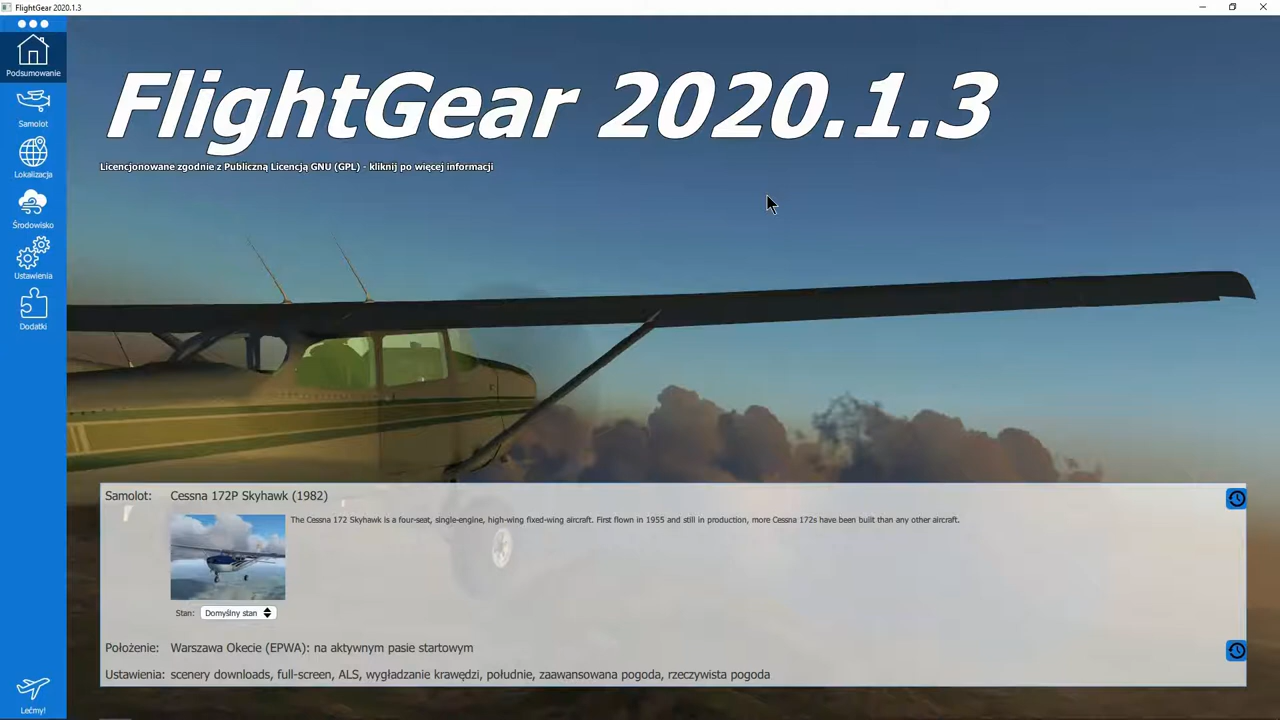 FlightGear 2020.1.3
Podsumowanie
Samolot
Lokalizacja
Środowisko
Ustawienia
Dodatki
Lećmy!
FlightGear 2020.1.3
Licencjonowane zgodnie z Publiczną Licencją GNU (GPL) - kliknij po więcej informacji
Samolot: Cessna 172P Skyhawk (1982)
The Cessna 172 Skyhawk is a four-seat, single-engine, high-wing fixed-wing aircraft. First flown in 1955 and still in production, more Cessna 172s have been built than any other aircraft.
Stan: Domyślny stan
Położenie: Warszawa Okecie (EPWA): na aktywnym pasie startowym
Ustawienia: scenery downloads, full-screen, ALS, wygładzanie krawędzi, południe, zaawansowana pogoda, rzeczywista pogoda